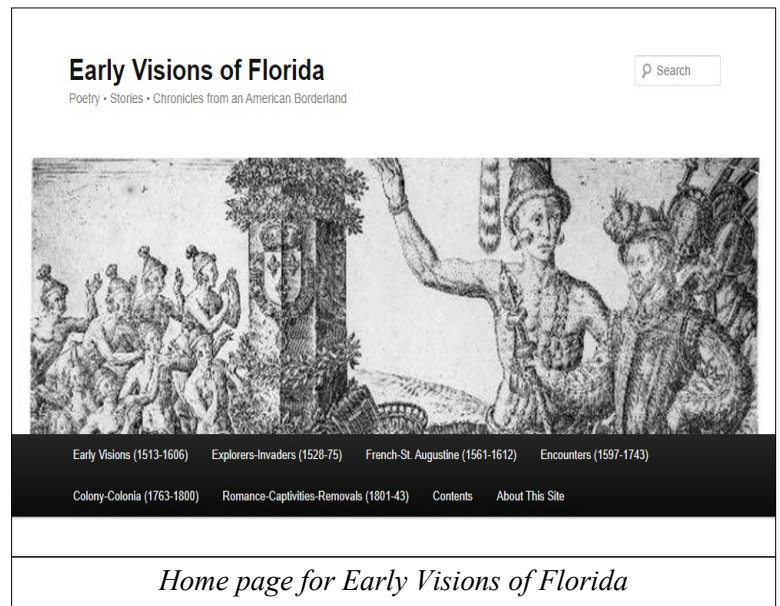 Early Visions of Florida
Search
Poetry • Stories • Chronicles from an American Borderland
Early Visions (1513-1606) Explorers-Invaders (1528-75) French-St. Augustine (1561-1612) Encounters (1597-1743)
Colony-Colonia (1763-1800) Romance-Captivities-Removals (1801-43) Contents About This Site
Home page for Early Visions of Florida